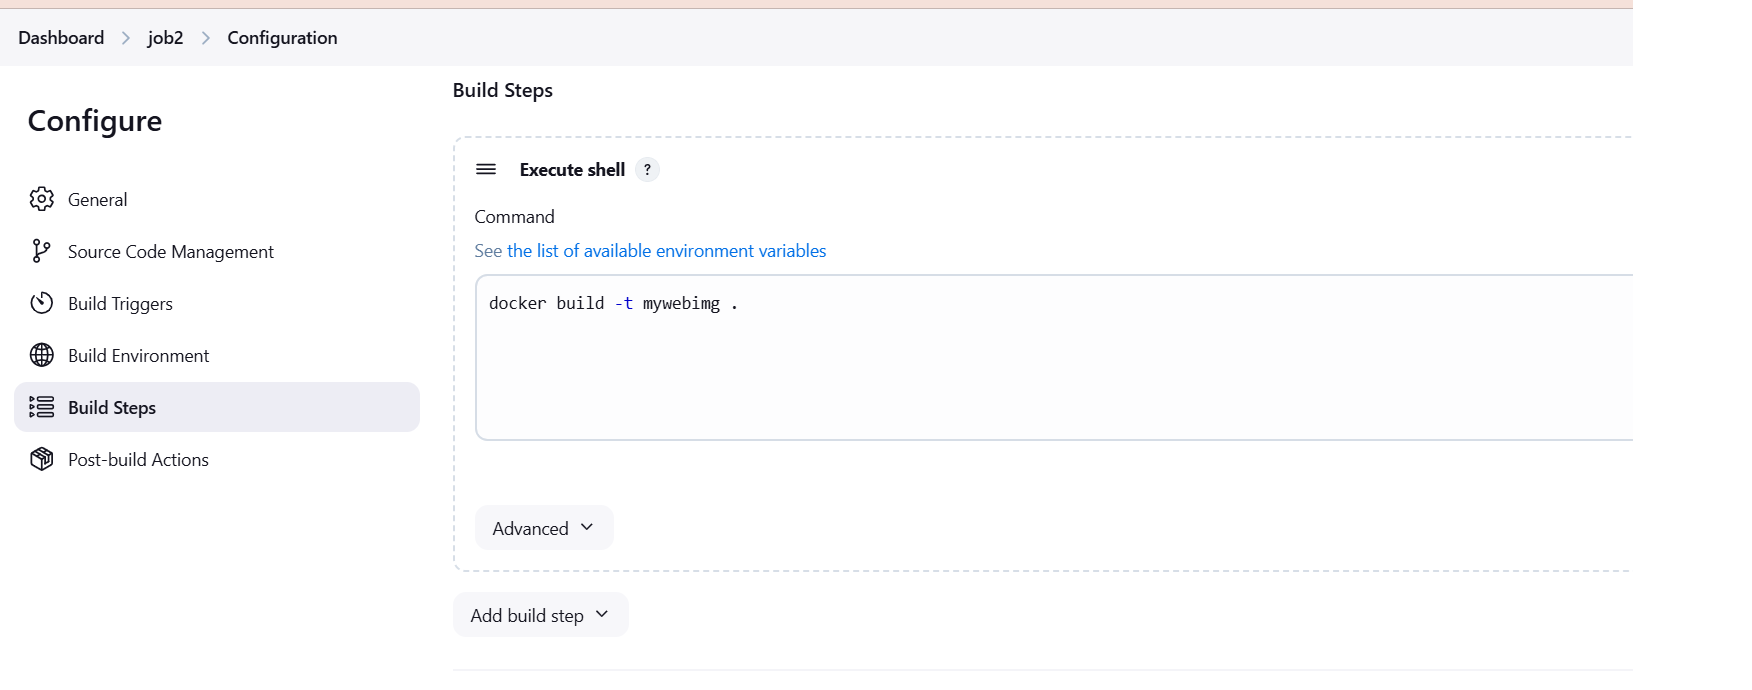 Dashboard > job2 > Configuration
Configure
General
Source Code Management
Build Triggers
Build Environment
Build Steps
Post-build Actions
Build Steps
Execute shell ?
Command
See the list of available environment variables
docker build -t mywebimg .
Advanced
Add build step